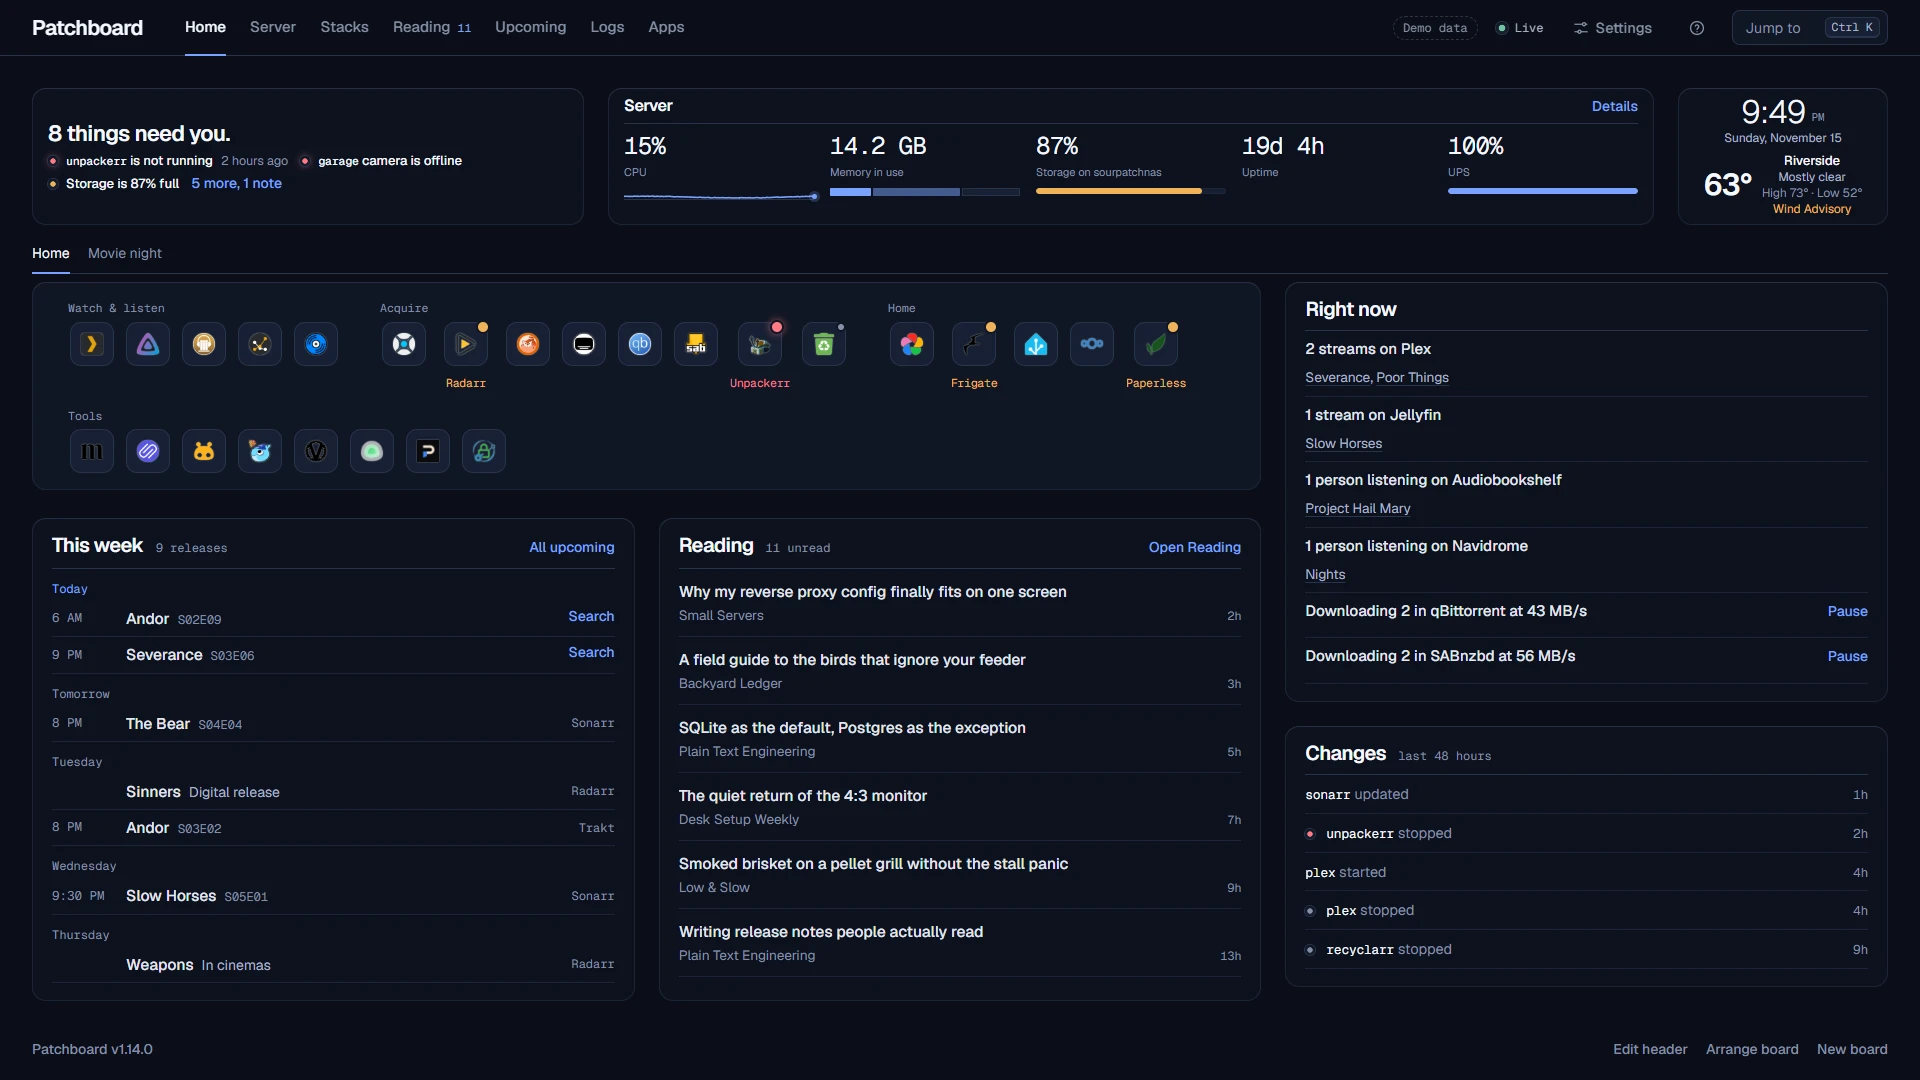 Patchboard
Home
Server
Stacks
Reading 11
Upcoming
Logs
Apps
Demo data
Live
Settings
Jump to
Ctrl K
8 things need you.
unpackerr is not running 2 hours ago
garage camera is offline
Storage is 87% full
5 more, 1 note
Server
Details
15%
CPU
14.2 GB
Memory in use
87%
Storage on sourpatchnas
19d 4h
Uptime
100%
UPS
9:49 PM
Sunday, November 15
63°
Riverside
Mostly clear
High 73° · Low 52°
Wind Advisory
Home
Movie night
Watch & listen
Acquire
qb
sab
Radarr
Unpackerr
Home
Frigate
Paperless
Tools
This week 9 releases
All upcoming
Today
6 AM Andor S02E09 Search
9 PM Severance S03E06 Search
Tomorrow
8 PM The Bear S04E04 Sonarr
Tuesday
Sinners Digital release Radarr
8 PM Andor S03E02 Trakt
Wednesday
9:30 PM Slow Horses S05E01 Sonarr
Thursday
Weapons In cinemas Radarr
Reading 11 unread
Open Reading
Why my reverse proxy config finally fits on one screen
Small Servers 2h
A field guide to the birds that ignore your feeder
Backyard Ledger 3h
SQLite as the default, Postgres as the exception
Plain Text Engineering 5h
The quiet return of the 4:3 monitor
Desk Setup Weekly 7h
Smoked brisket on a pellet grill without the stall panic
Low & Slow 9h
Writing release notes people actually read
Plain Text Engineering 13h
Right now
2 streams on Plex
Severance, Poor Things
1 stream on Jellyfin
Slow Horses
1 person listening on Audiobookshelf
Project Hail Mary
1 person listening on Navidrome
Nights
Downloading 2 in qBittorrent at 43 MB/s Pause
Downloading 2 in SABnzbd at 56 MB/s Pause
Changes last 48 hours
sonarr updated 1h
unpackerr stopped 2h
plex started 4h
plex stopped 4h
recyclarr stopped 9h
Patchboard v1.14.0
Edit header
Arrange board
New board